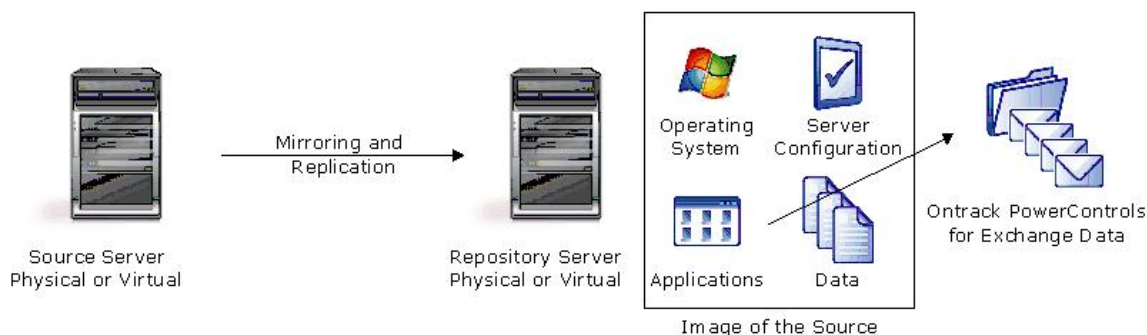 Mirroring and
Replication
Source Server
Physical or Virtual
Repository Server
Physical or Virtual
Operating
System
Server
Configuration
Applications
Data
Image of the Source
Ontrack PowerControls
for Exchange Data